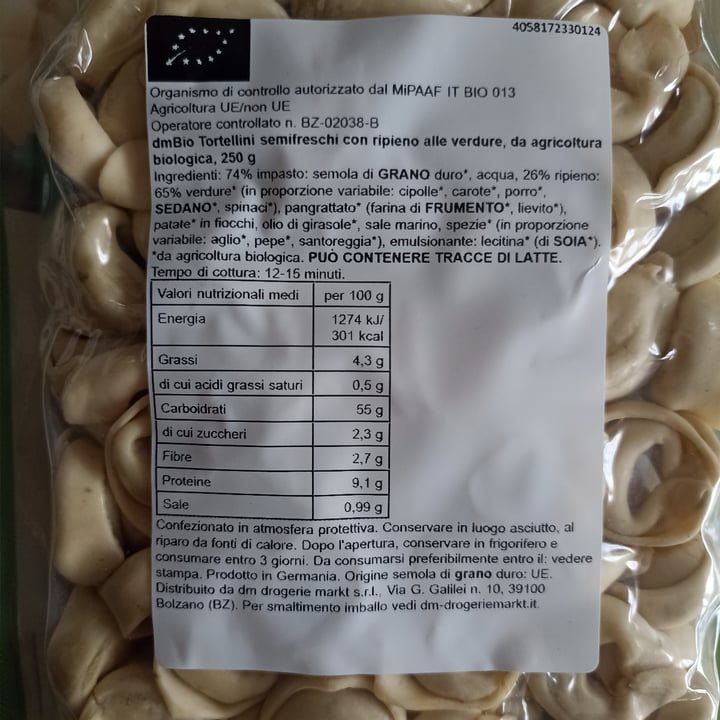 4058172330124
Organismo di controllo autorizzato dal MiPAAF IT BIO 013
Agricoltura UE/non UE
Operatore controllato n. BZ-02038-B
dmBio Tortellini semifreschi con ripieno alle verdure, da agricoltura
biologica, 250 g
Ingredienti: 74% impasto: semola di GRANO duro*, acqua, 26% ripieno:
65% verdure* (in proporzione variabile: cipolle*, carote*, porro*,
SEDANO*, spinaci*), pangrattato* (farina di FRUMENTO*, lievito*),
patate* in fiocchi, olio di girasole*, sale marino, spezie* (in proporzione
variabile: aglio*, pepe*, santoreggia*), emulsionante: lecitina* (di SOIA*).
*da agricoltura biologica. PUÒ CONTENERE TRACCE DI LATTE.
Tempo di cottura: 12-15 minuti.
Valori nutrizionali medi per 100 g
Energia 1274 kJ/
301 kcal
Grassi 4,3 g
di cui acidi grassi saturi 0,5 g
Carboidrati 55 g
di cui zuccheri 2,3 g
Fibre 2,7 g
Proteine 9,1 g
Sale 0,99 g
Confezionato in atmosfera protettiva. Conservare in luogo asciutto, al
riparo da fonti di calore. Dopo l'apertura, conservare in frigorifero e
consumare entro 3 giorni. Da consumarsi preferibilmente entro il: vedere
stampa. Prodotto in Germania. Origine semola di grano duro: UE.
Distribuito da dm drogerie markt s.r.l., Via G. Galilei n. 10, 39100
Bolzano (BZ). Per smaltimento imballo vedi dm-drogeriemarkt.it.